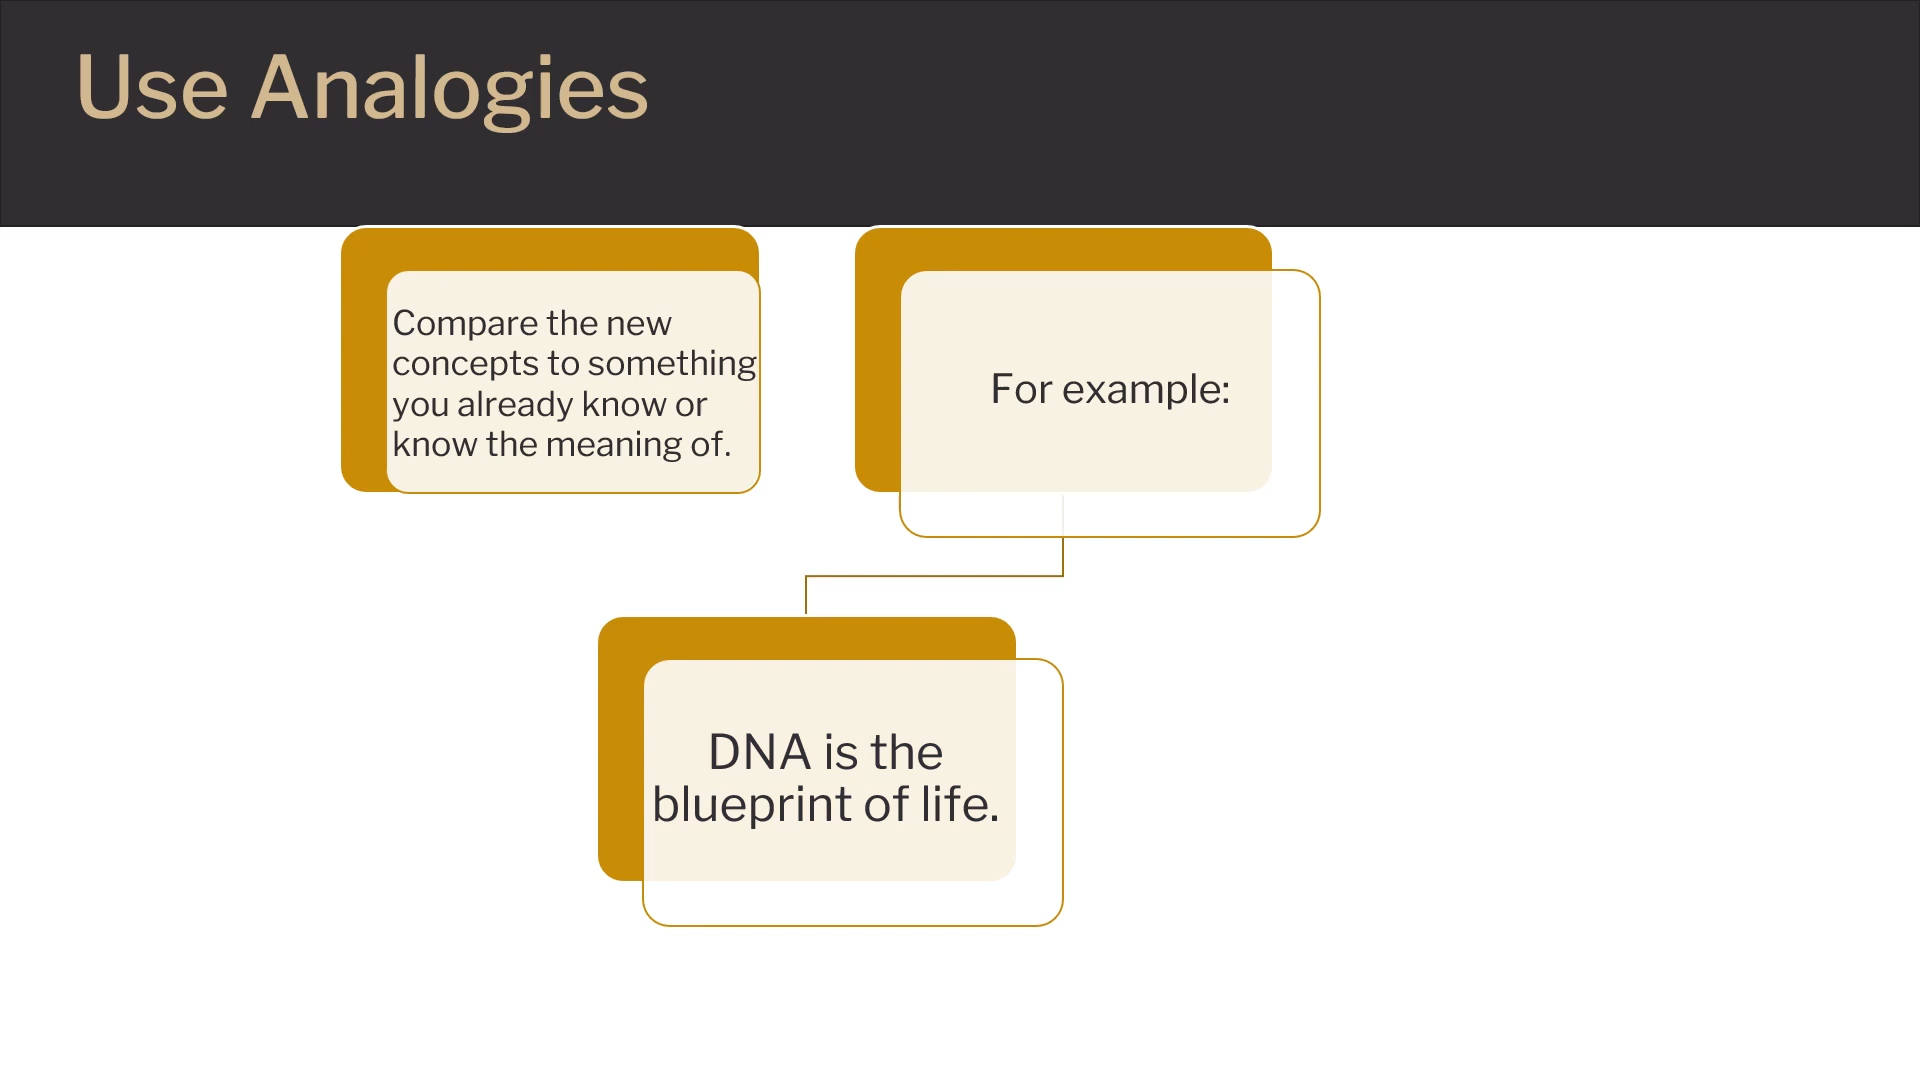 Use Analogies
Compare the new
concepts to something
you already know or
know the meaning of.
For example:
DNA is the
blueprint of life.